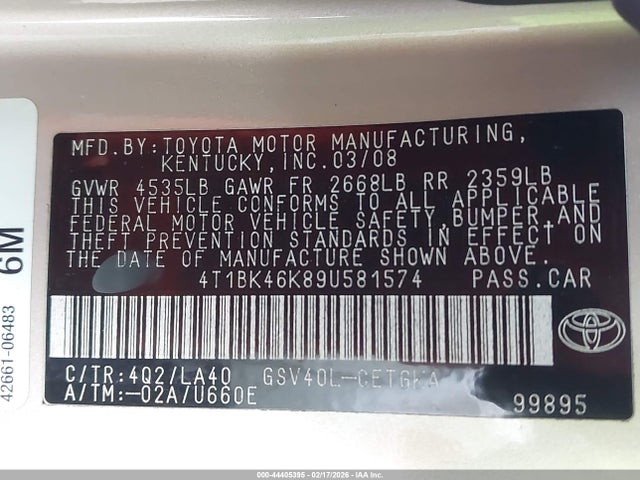 MFD.BY:TOYOTA MOTOR MANUFACTURING,
KENTUCKY,INC.03/08
GVWR 4535LB GAWR FR 2668LB RR 2359LB
THIS VEHICLE CONFORMS TO ALL APPLICABLE
FEDERAL MOTOR VEHICLE SAFETY,BUMPER,AND
THEFT PREVENTION STANDARDS IN EFFECT ON
THE DATE OF MANUFACTURE SHOWN ABOVE.
4T1BK46K89U581574 PASS.CAR
C/TR:4Q2/LA40
A/TM:-02A/U660E
99895
6M
42661-06483
000-44405395 - 02/17/2026 - IAA Inc.